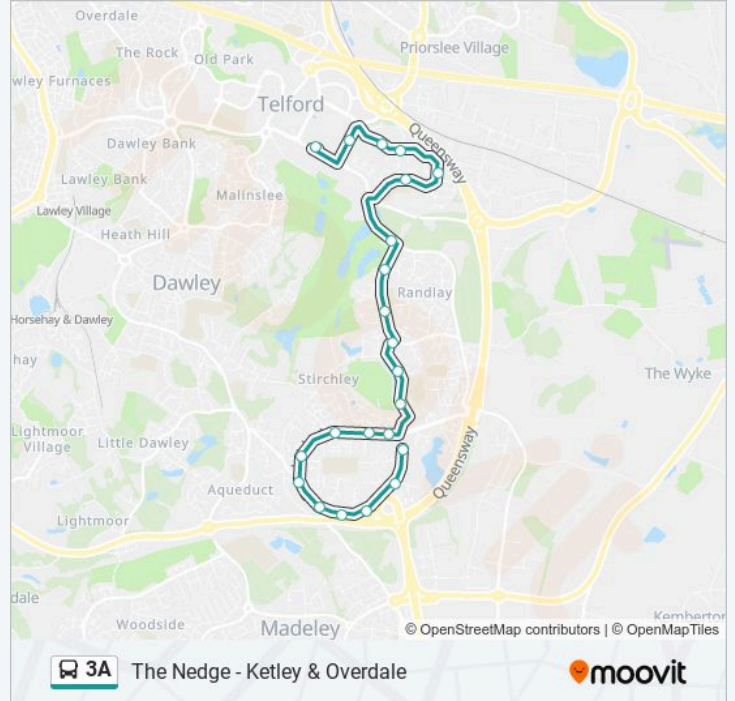 Overdale
The Rock
Old Park
Priorslee Village
wley Furnaces
Telford
Dawley Bank
Queensway
Lawley Bank
Malinslee
Lawley Village
Heath Hill
Dawley
Randlay
Horsehay & Dawley
hay
Stirchley
The Wyke
Lightmoor
Village
Little Dawley
Queensway
Aqueduct
Lightmoor
dale
Woodside
Madeley
Kemberton
© OpenStreetMap contributors | © OpenMapTiles
3A
The Nedge - Ketley & Overdale
moovit